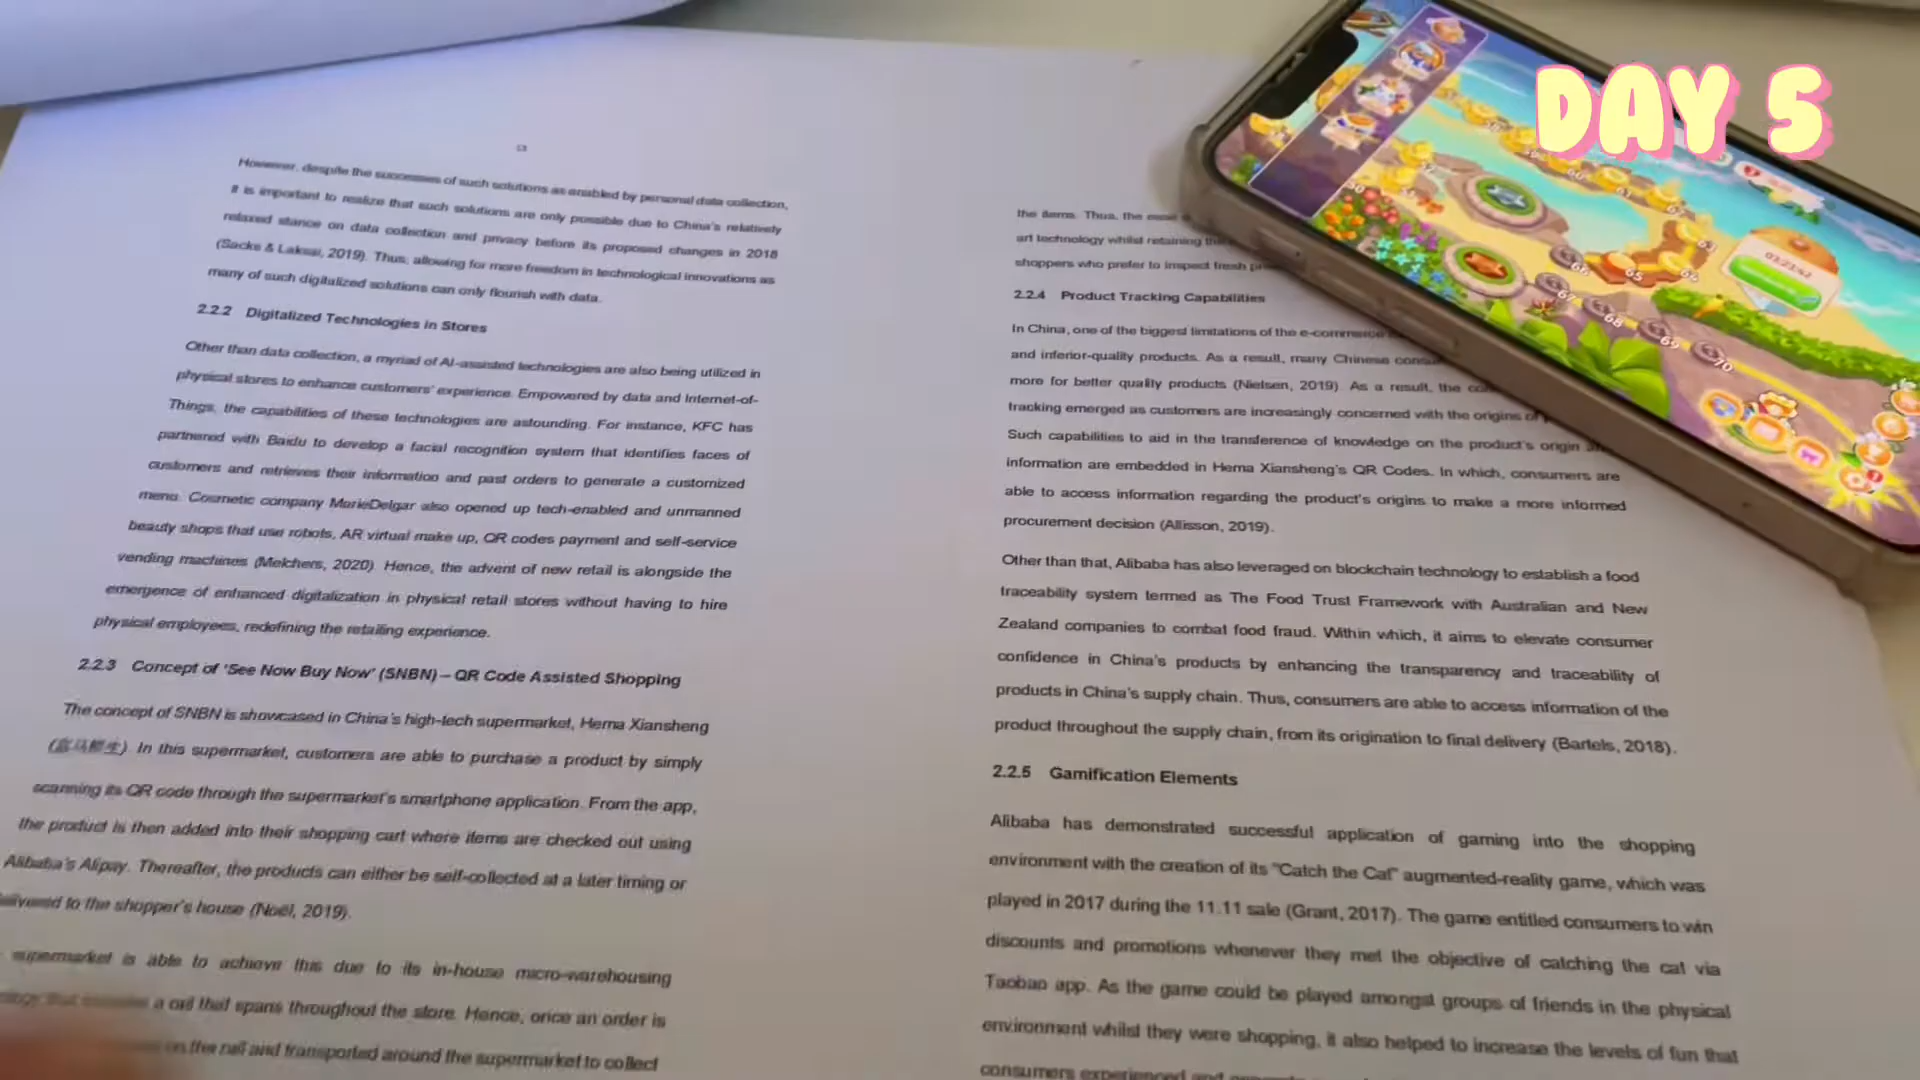 However, despite the successes of such solutions as enabled by personal data collection,
it is important to realize that such solutions are only possible due to China's relatively
relaxed stance on data collection and privacy before its proposed changes in 2018
(Sacks & Laksai, 2019). Thus, allowing for more freedom in technological innovations as
many of such digitalized solutions can only flourish with data.
2.2.2 Digitalized Technologies in Stores
Other than data collection, a myriad of AI-assisted technologies are also being utilized in
physical stores to enhance customers' experience. Empowered by data and Internet-of-
Things, the capabilities of these technologies are astounding. For instance, KFC has
partnered with Baidu to develop a facial recognition system that identifies faces of
customers and retrieves their information and past orders to generate a customized
menu. Cosmetic company MarieDelgar also opened up tech-enabled and unmanned
beauty shops that use robots, AR virtual make up, QR codes payment and self-service
vending machines (Melchers, 2020). Hence, the advent of new retail is alongside the
emergence of enhanced digitalization in physical retail stores without having to hire
physical employees, redefining the retailing experience.
2.2.3 Concept of 'See Now Buy Now' (SNBN) – QR Code Assisted Shopping
The concept of SNBN is showcased in China's high-tech supermarket, Hema Xiansheng
In this supermarket, customers are able to purchase a product by simply
scanning its QR code through the supermarket's smartphone application. From the app,
the product is then added into their shopping cart where items are checked out using
Alibaba's Alipay. Thereafter, the products can either be self-collected at a later timing or
delivered to the shopper's house (Noël, 2019).
supermarket is able to achieve this due to its in-house micro-warehousing
a rail that spans throughout the store. Hence, once an order is
on the rail and transported around the supermarket to collect
the items. Thus, the
art technology whilst retaining
shoppers who prefer to inspect fresh
2.2.4 Product Tracking Capabilities
In China, one of the biggest limitations of the e-commerce
and inferior-quality products. As a result, many Chinese
more for better quality products (Nielsen, 2019). As a result, the
tracking emerged as customers are increasingly concerned with the origins of
Such capabilities to aid in the transference of knowledge on the product's origin
information are embedded in Hema Xiansheng's QR Codes. In which, consumers are
able to access information regarding the product's origins to make a more informed
procurement decision (Allisson, 2019).
Other than that, Alibaba has also leveraged on blockchain technology to establish a food
traceability system termed as The Food Trust Framework with Australian and New
Zealand companies to combat food fraud. Within which, it aims to elevate consumer
confidence in China's products by enhancing the transparency and traceability of
products in China's supply chain. Thus, consumers are able to access information of the
product throughout the supply chain, from its origination to final delivery (Bartels, 2018).
2.2.5 Gamification Elements
Alibaba has demonstrated successful application of gaming into the shopping
environment with the creation of its "Catch the Cat" augmented-reality game, which was
played in 2017 during the 11.11 sale (Grant, 2017). The game entitled consumers to win
discounts and promotions whenever they met the objective of catching the cat via
Taobao app. As the game could be played amongst groups of friends in the physical
environment whilst they were shopping, it also helped to increase the levels of fun that
consumers experienced and
DAY 5
65
66
67
68
69
70